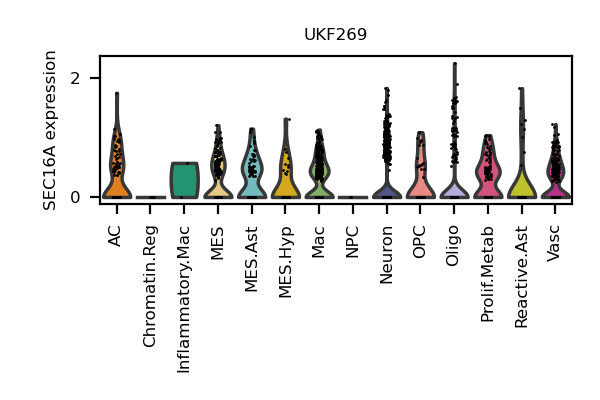 UKF269
SEC16A expression
2
0
AC
Chromatin.Reg
Inflammatory.Mac
MES
MES.Ast
MES.Hyp
Mac
NPC
Neuron
OPC
Oligo
Prolif.Metab
Reactive.Ast
Vasc